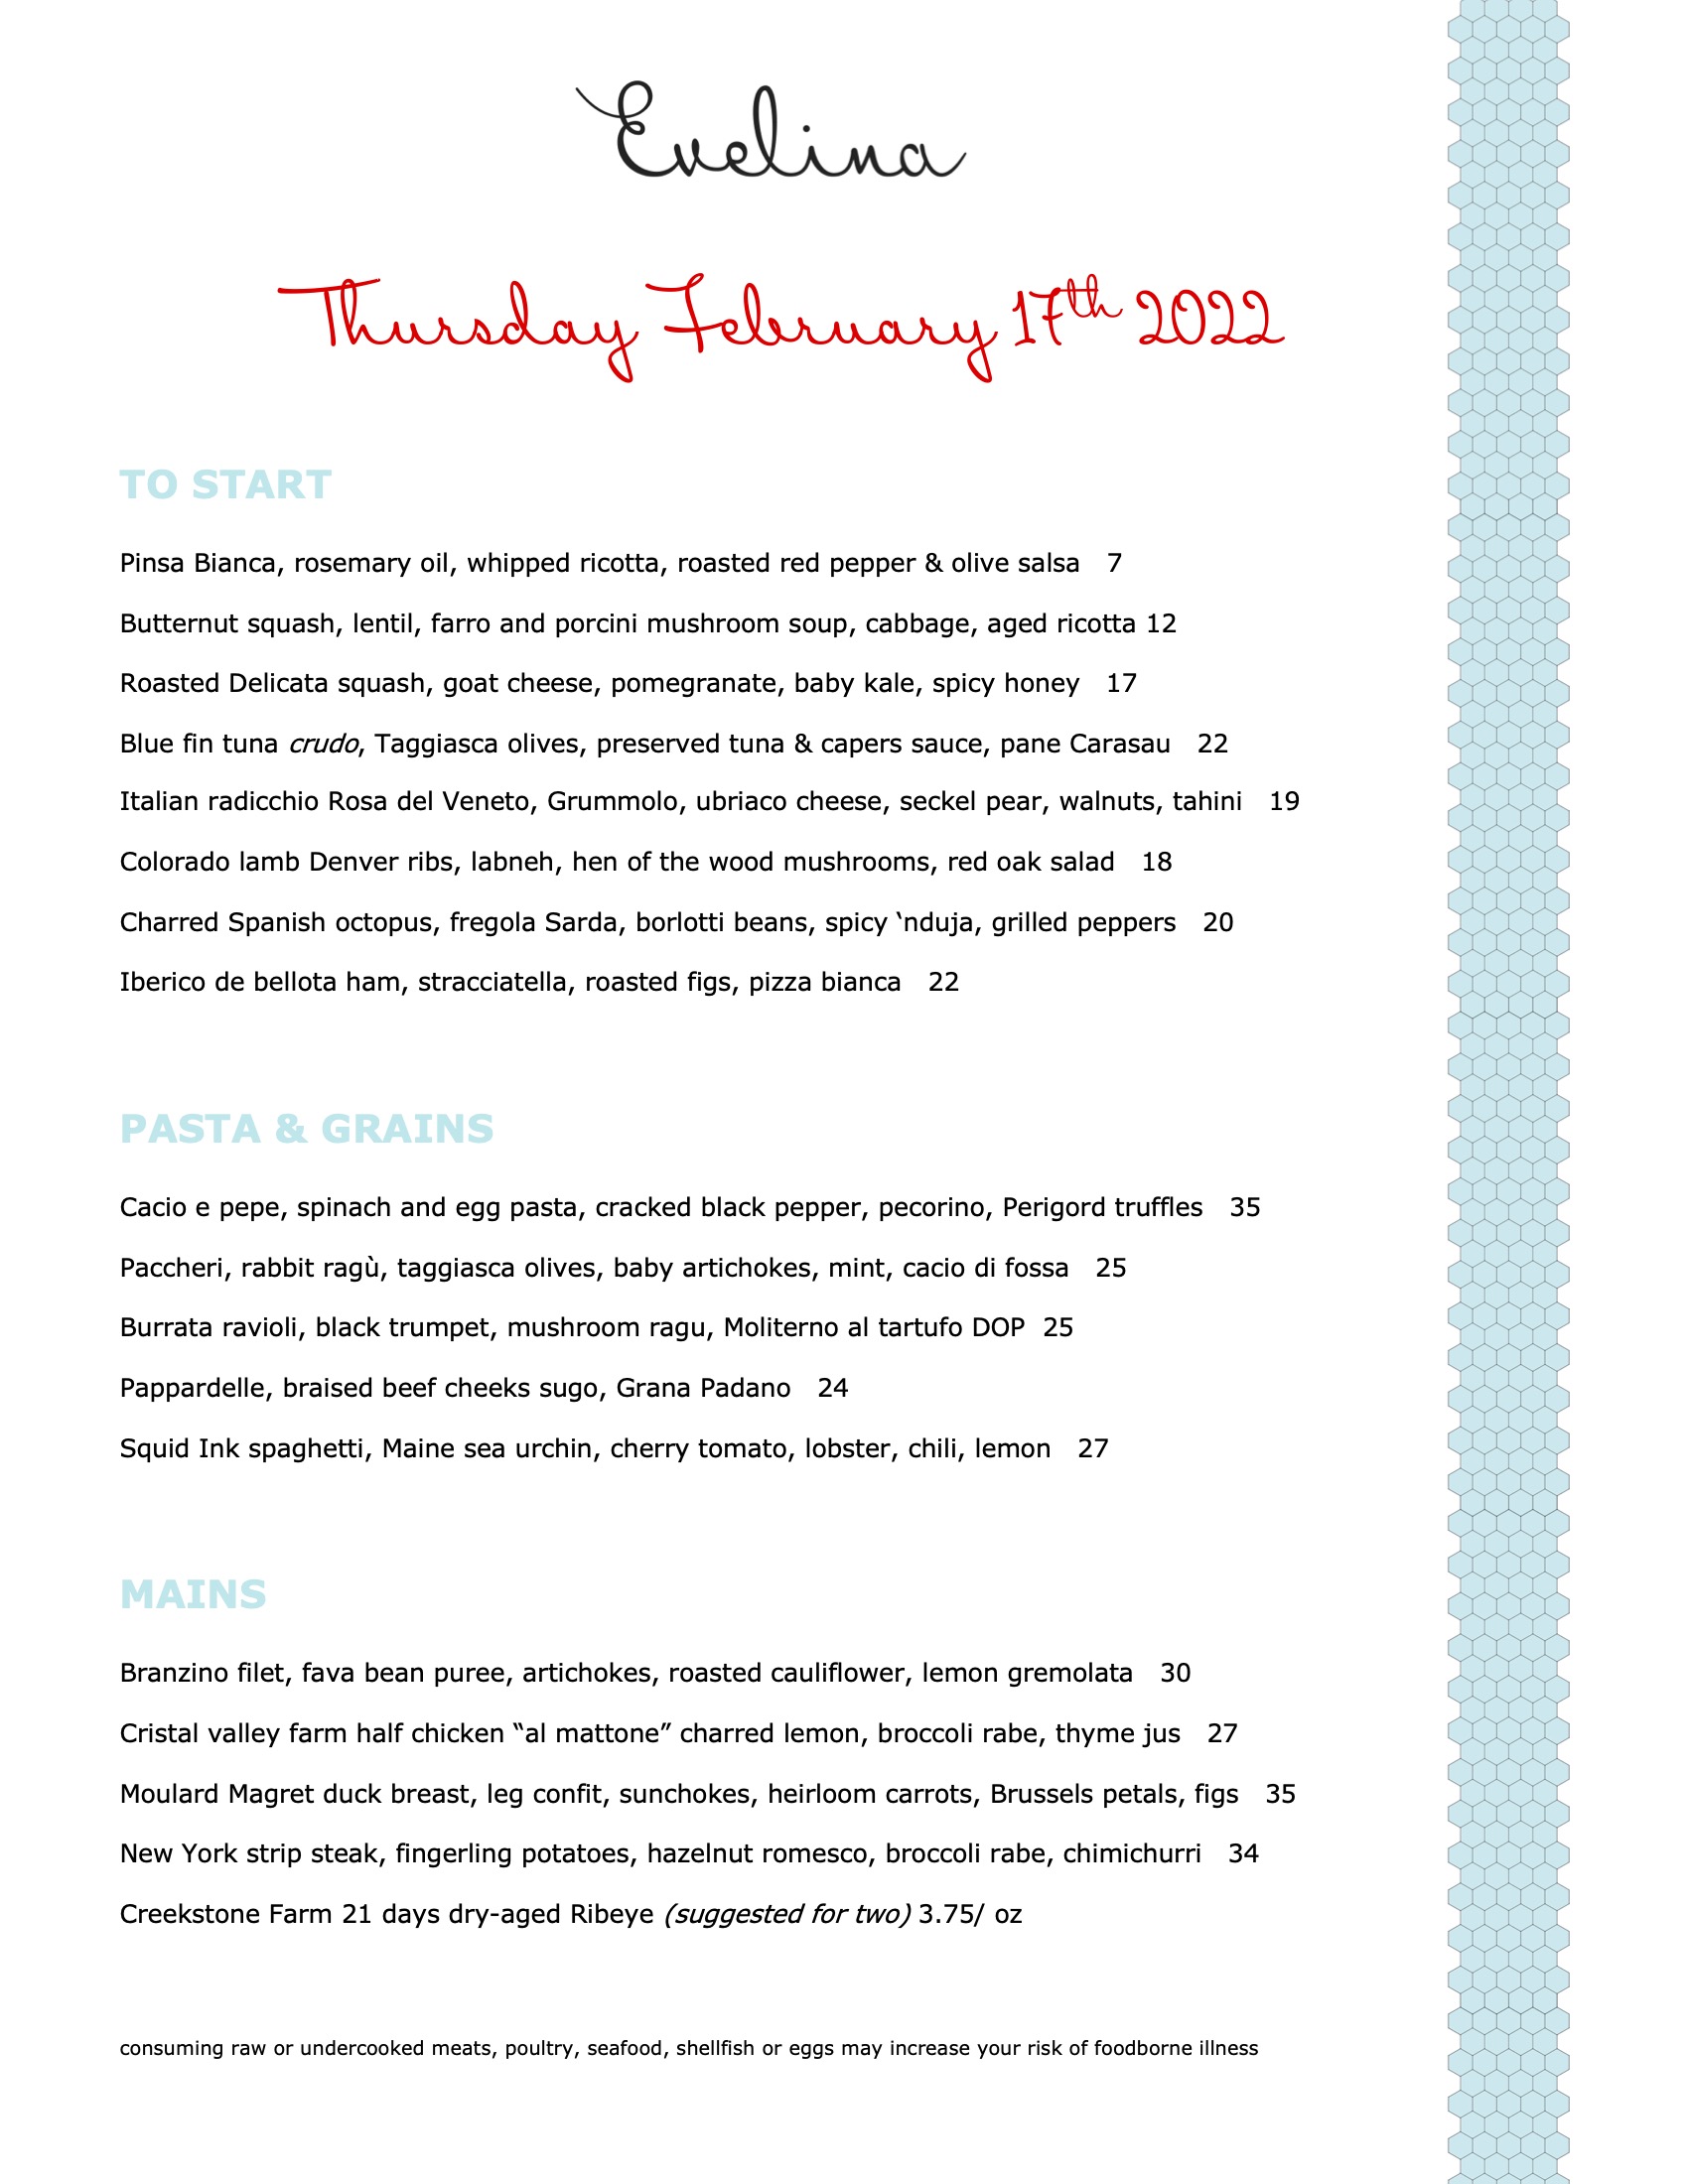 Evelina
Thursday February 17th 2022
TO START
Pinsa Bianca, rosemary oil, whipped ricotta, roasted red pepper & olive salsa 7
Butternut squash, lentil, farro and porcini mushroom soup, cabbage, aged ricotta 12
Roasted Delicata squash, goat cheese, pomegranate, baby kale, spicy honey 17
Blue fin tuna crudo, Taggiasca olives, preserved tuna & capers sauce, pane Carasau 22
Italian radicchio Rosa del Veneto, Grummolo, ubriaco cheese, seckel pear, walnuts, tahini 19
Colorado lamb Denver ribs, labneh, hen of the wood mushrooms, red oak salad 18
Charred Spanish octopus, fregola Sarda, borlotti beans, spicy ‘nduja, grilled peppers 20
Iberico de bellota ham, stracciatella, roasted figs, pizza bianca 22
PASTA & GRAINS
Cacio e pepe, spinach and egg pasta, cracked black pepper, pecorino, Perigord truffles 35
Paccheri, rabbit ragù, taggiasca olives, baby artichokes, mint, cacio di fossa 25
Burrata ravioli, black trumpet, mushroom ragu, Moliterno al tartufo DOP 25
Pappardelle, braised beef cheeks sugo, Grana Padano 24
Squid Ink spaghetti, Maine sea urchin, cherry tomato, lobster, chili, lemon 27
MAINS
Branzino filet, fava bean puree, artichokes, roasted cauliflower, lemon gremolata 30
Cristal valley farm half chicken “al mattone” charred lemon, broccoli rabe, thyme jus 27
Moulard Magret duck breast, leg confit, sunchokes, heirloom carrots, Brussels petals, figs 35
New York strip steak, fingerling potatoes, hazelnut romesco, broccoli rabe, chimichurri 34
Creekstone Farm 21 days dry-aged Ribeye (suggested for two) 3.75/ oz
consuming raw or undercooked meats, poultry, seafood, shellfish or eggs may increase your risk of foodborne illness